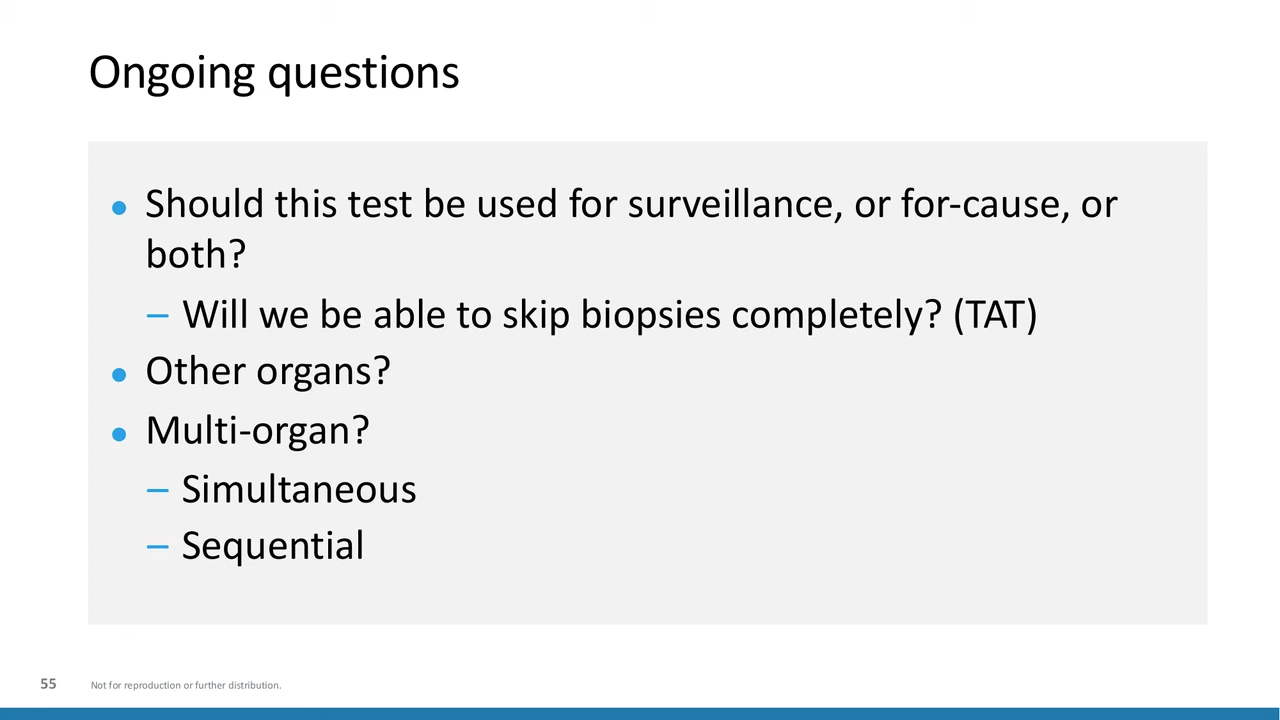 Ongoing questions
● Should this test be used for surveillance, or for-cause, or
both?
– Will we be able to skip biopsies completely? (TAT)
● Other organs?
● Multi-organ?
– Simultaneous
– Sequential
55 Not for reproduction or further distribution.